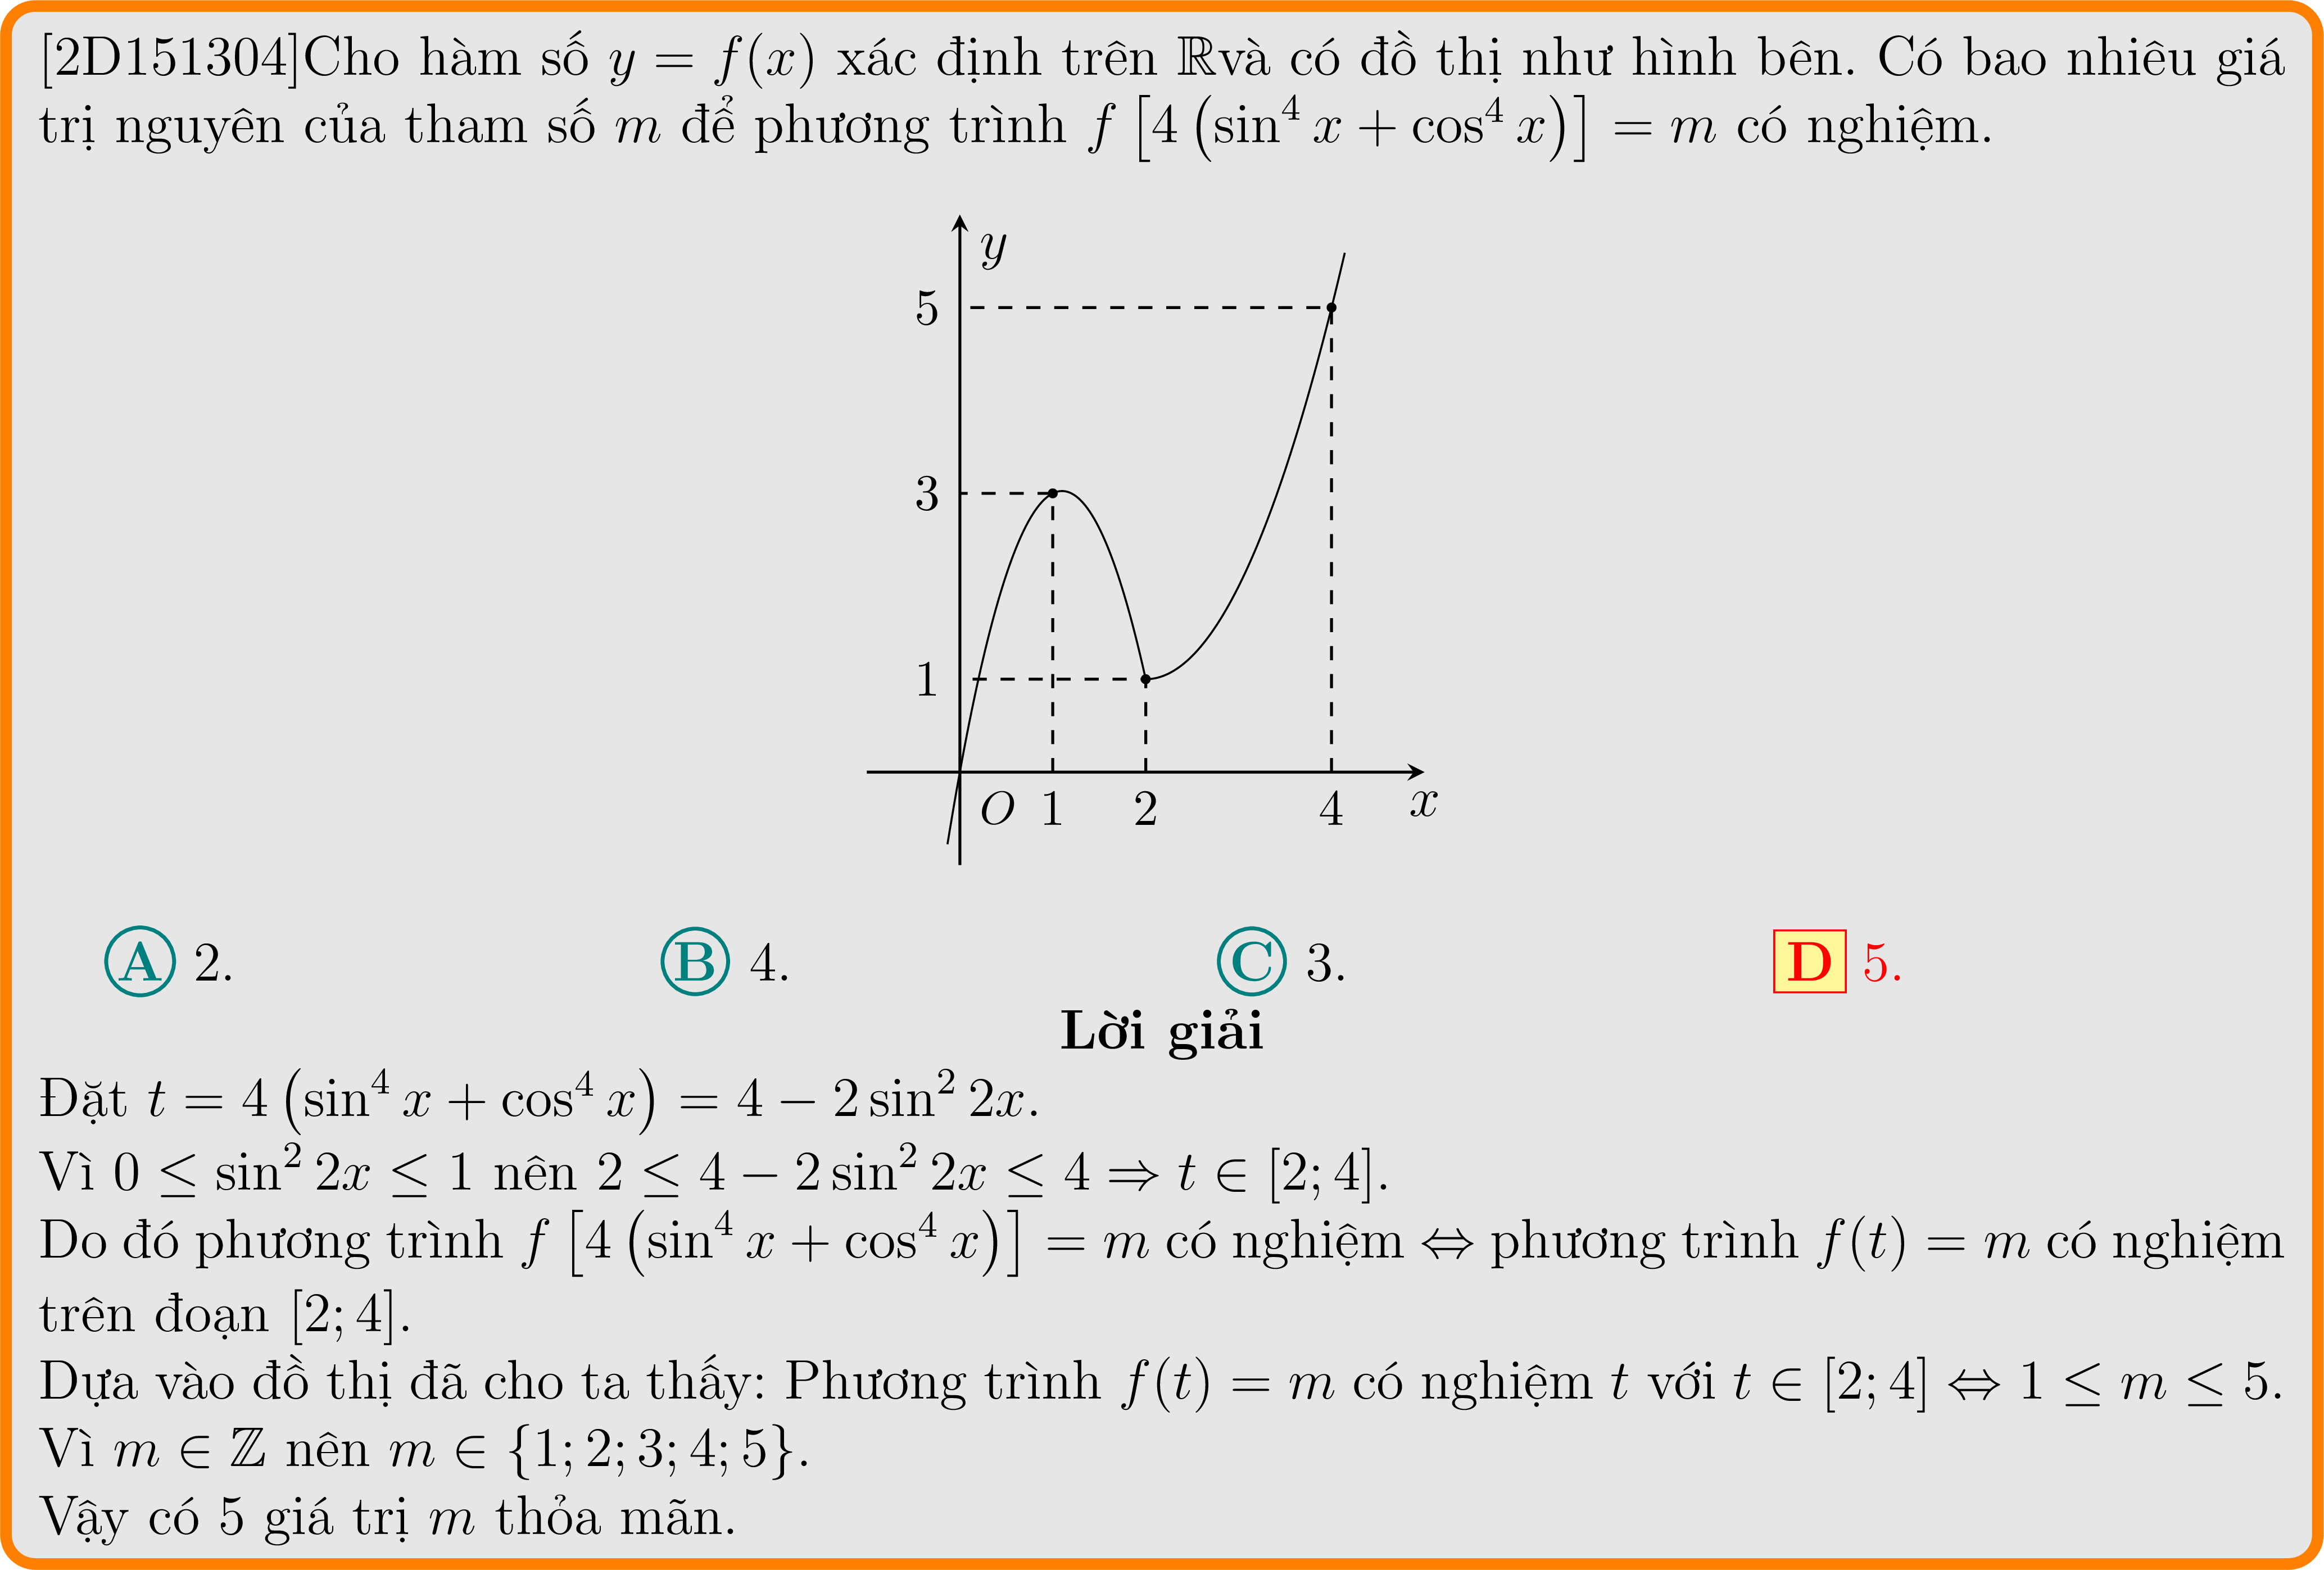 [2D151304]Cho hàm số y = f(x) xác định trên ℝvà có đồ thị như hình bên. Có bao nhiêu giá
trị nguyên của tham số m để phương trình f [4 (sin⁴ x + cos⁴ x)] = m có nghiệm.
y
5
3
1
O 1 2 4 x
A 2. B 4. C 3. D 5.
Lời giải
Đặt t = 4 (sin⁴ x + cos⁴ x) = 4 − 2 sin² 2x.
Vì 0 ≤ sin² 2x ≤ 1 nên 2 ≤ 4 − 2 sin² 2x ≤ 4 ⇒ t ∈ [2; 4].
Do đó phương trình f [4 (sin⁴ x + cos⁴ x)] = m có nghiệm ⇔ phương trình f(t) = m có nghiệm
trên đoạn [2; 4].
Dựa vào đồ thị đã cho ta thấy: Phương trình f(t) = m có nghiệm t với t ∈ [2; 4] ⇔ 1 ≤ m ≤ 5.
Vì m ∈ ℤ nên m ∈ {1; 2; 3; 4; 5}.
Vậy có 5 giá trị m thỏa mãn.